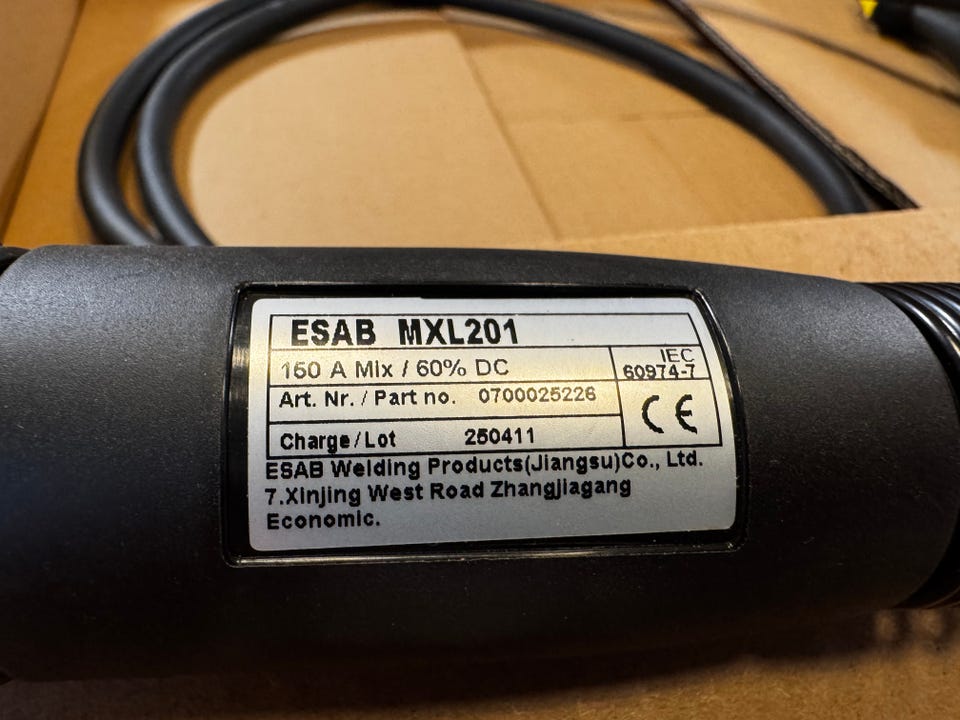 ESAB MXL201
150 A Mix / 60% DC
IEC
60974-7
Art. Nr. / Part no. 0700025226
CE
Charge/Lot 250411
ESAB Welding Products(Jiangsu)Co., Ltd.
7.Xinjing West Road Zhangjiagang
Economic.